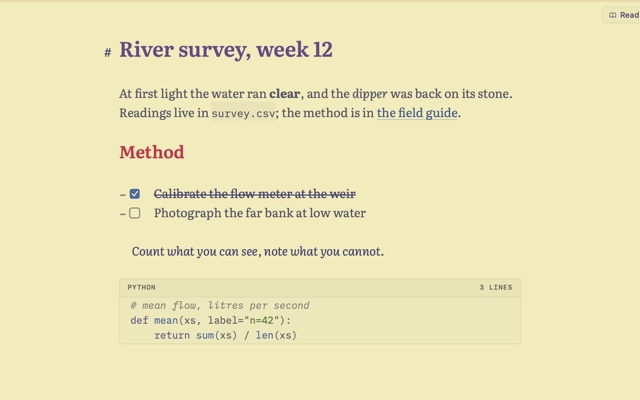 Read
# River survey, week 12
At first light the water ran clear, and the dipper was back on its stone.
Readings live in survey.csv; the method is in the field guide.
Method
– Calibrate the flow meter at the weir
– Photograph the far bank at low water
Count what you can see, note what you cannot.
PYTHON 3 LINES
# mean flow, litres per second
def mean(xs, label="n=42"):
    return sum(xs) / len(xs)